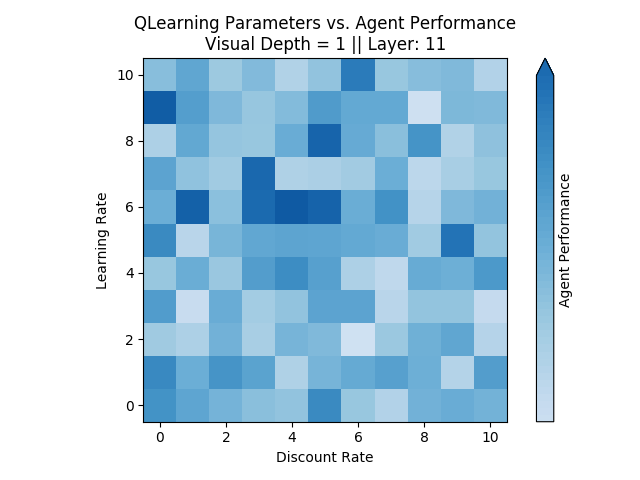 QLearning Parameters vs. Agent Performance
Visual Depth = 1 || Layer: 11
10
8
6
4
2
0
Learning Rate
0 2 4 6 8 10
Discount Rate
Agent Performance